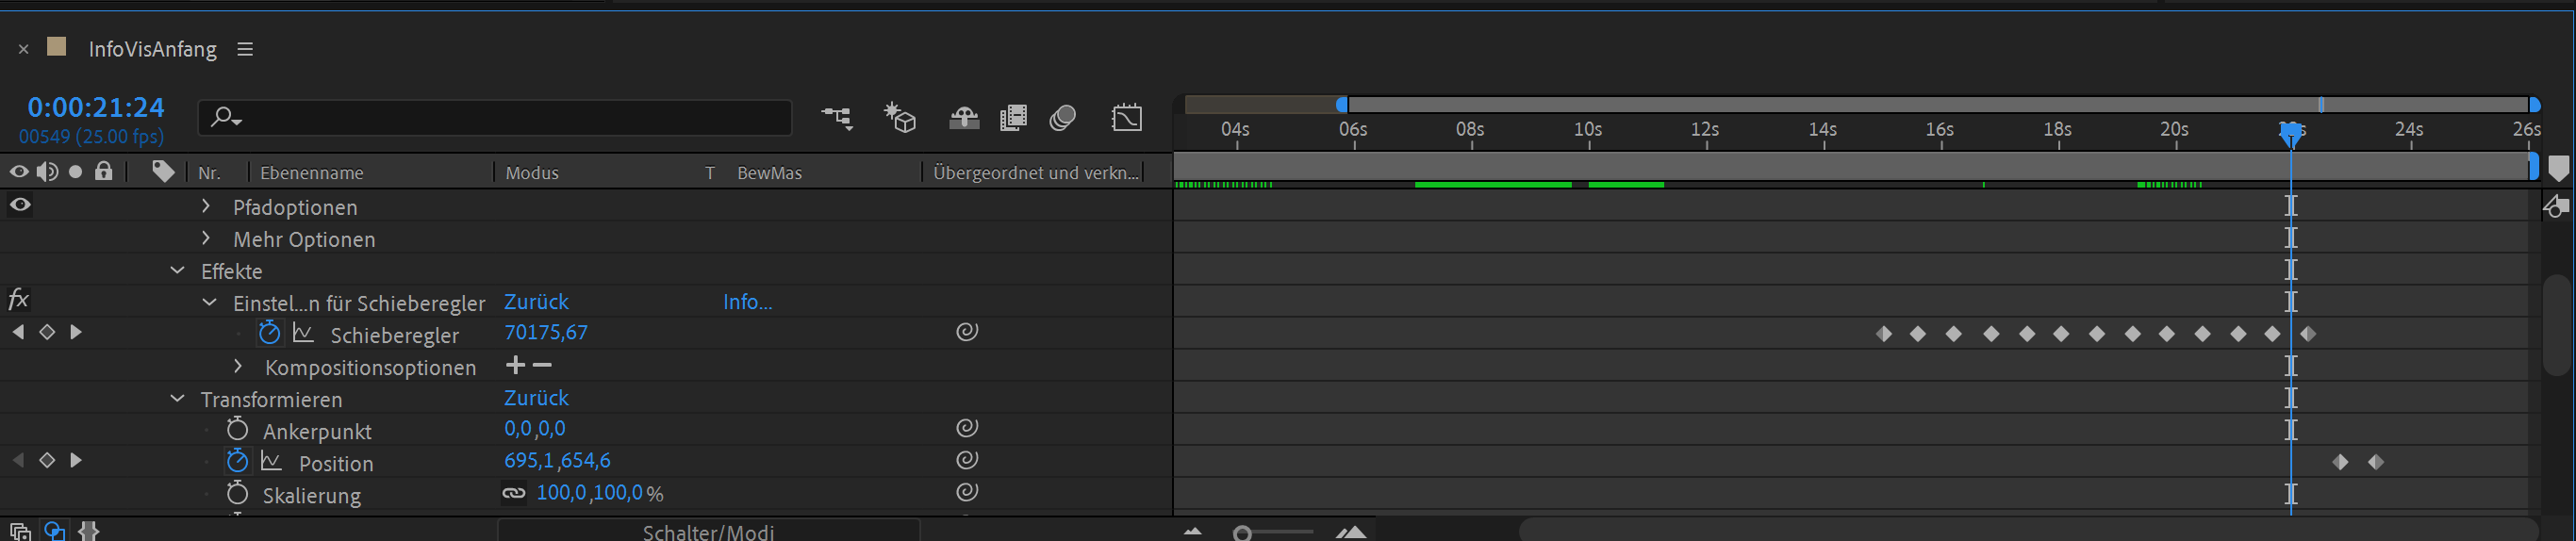 InfoVisAnfang
0:00:21:24
00549 (25.00 fps)
04s 06s 08s 10s 12s 14s 16s 18s 20s 24s 26s
Nr. Ebenenname Modus T BewMas Übergeordnet und verkn...
Pfadoptionen
Mehr Optionen
Effekte
fx Einstel...n für Schieberegler Zurück Info...
Schieberegler 70175,67
Kompositionsoptionen
Transformieren Zurück
Ankerpunkt 0,0,0,0
Position 695,1,654,6
Skalierung 100,0,100,0 %
Schalter/Modi